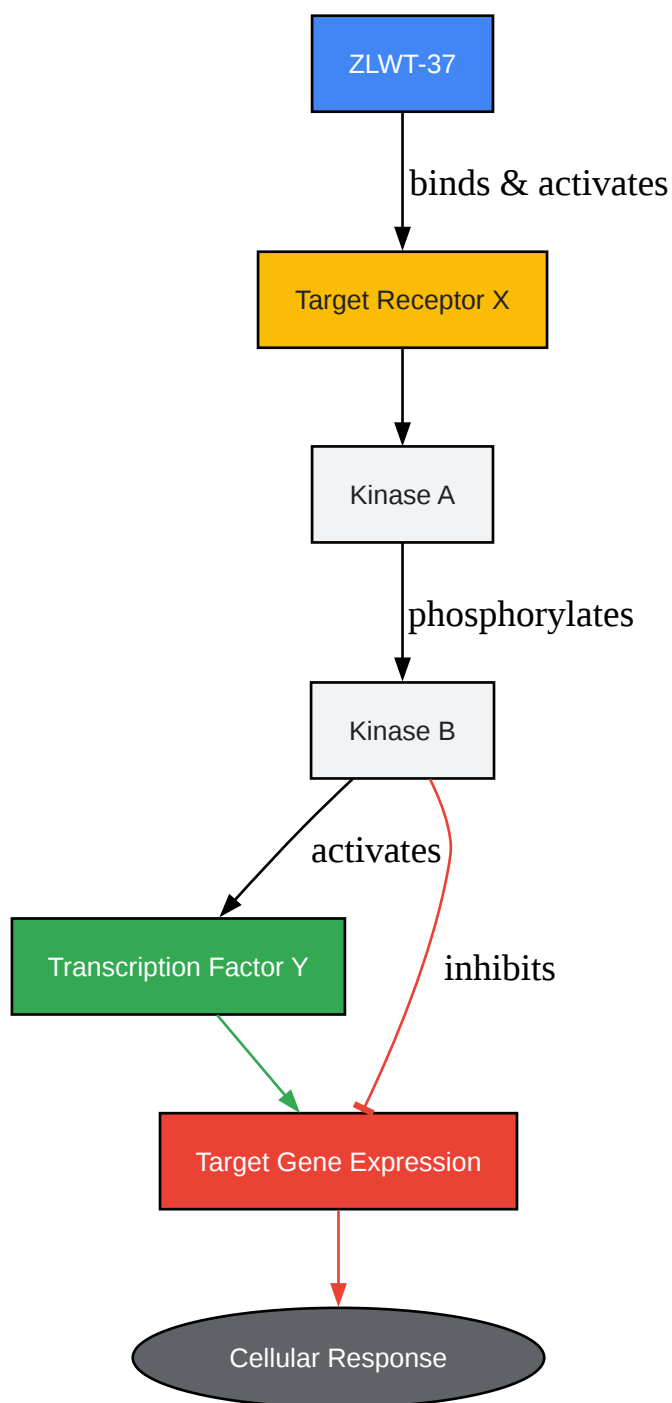 ZLWT-37
binds & activates
Target Receptor X
Kinase A
phosphorylates
Kinase B
activates
Transcription Factor Y
inhibits
Target Gene Expression
Cellular Response